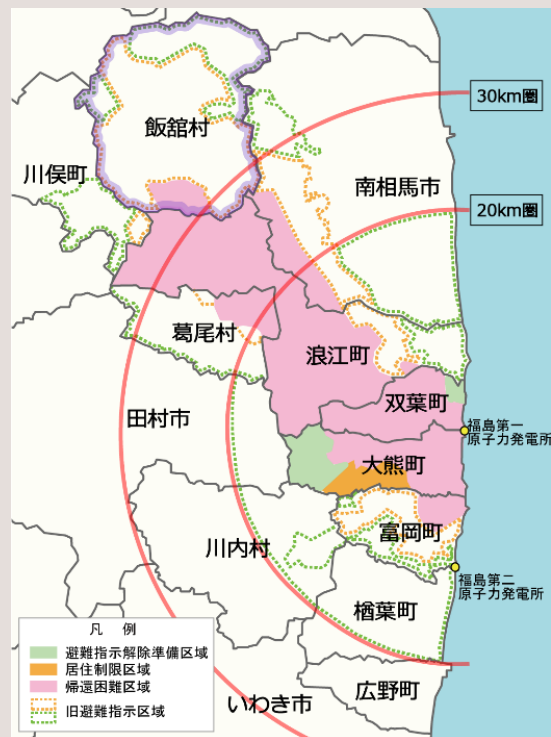 30km圏
飯舘村
川俣町
南相馬市
20km圏
葛尾村
浪江町
双葉町
田村市
福島第一
原子力発電所
大熊町
富岡町
川内村
福島第二
原子力発電所
楢葉町
広野町
いわき市
凡 例
避難指示解除準備区域
居住制限区域
帰還困難区域
旧避難指示区域